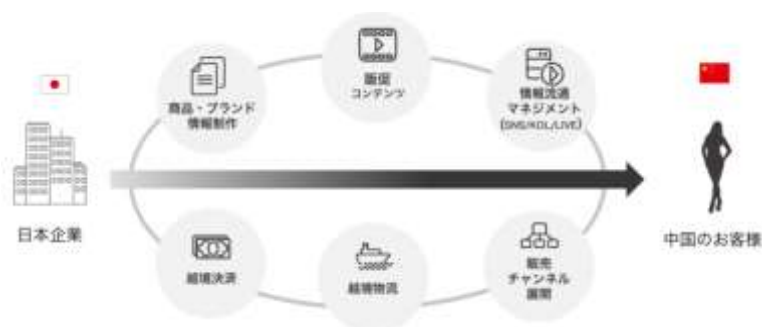 販促
コンテンツ
商品・ブランド
情報制作
情報流通
マネジメント
(SNS/KOL/LIVE)
日本企業
中国のお客様
越境決済
越境物流
販売
チャンネル
展開